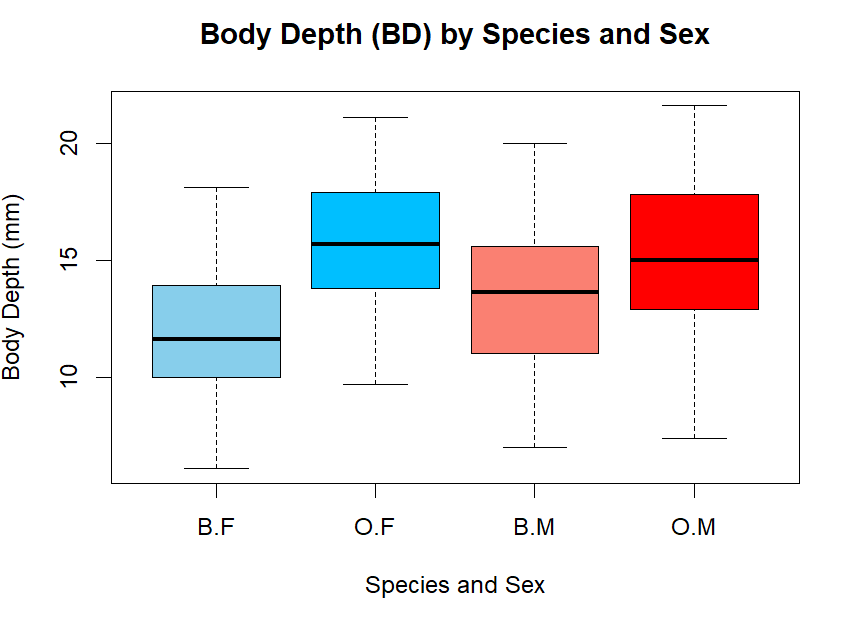 Body Depth (BD) by Species and Sex
Body Depth (mm)
20
15
10
B.F O.F B.M O.M
Species and Sex